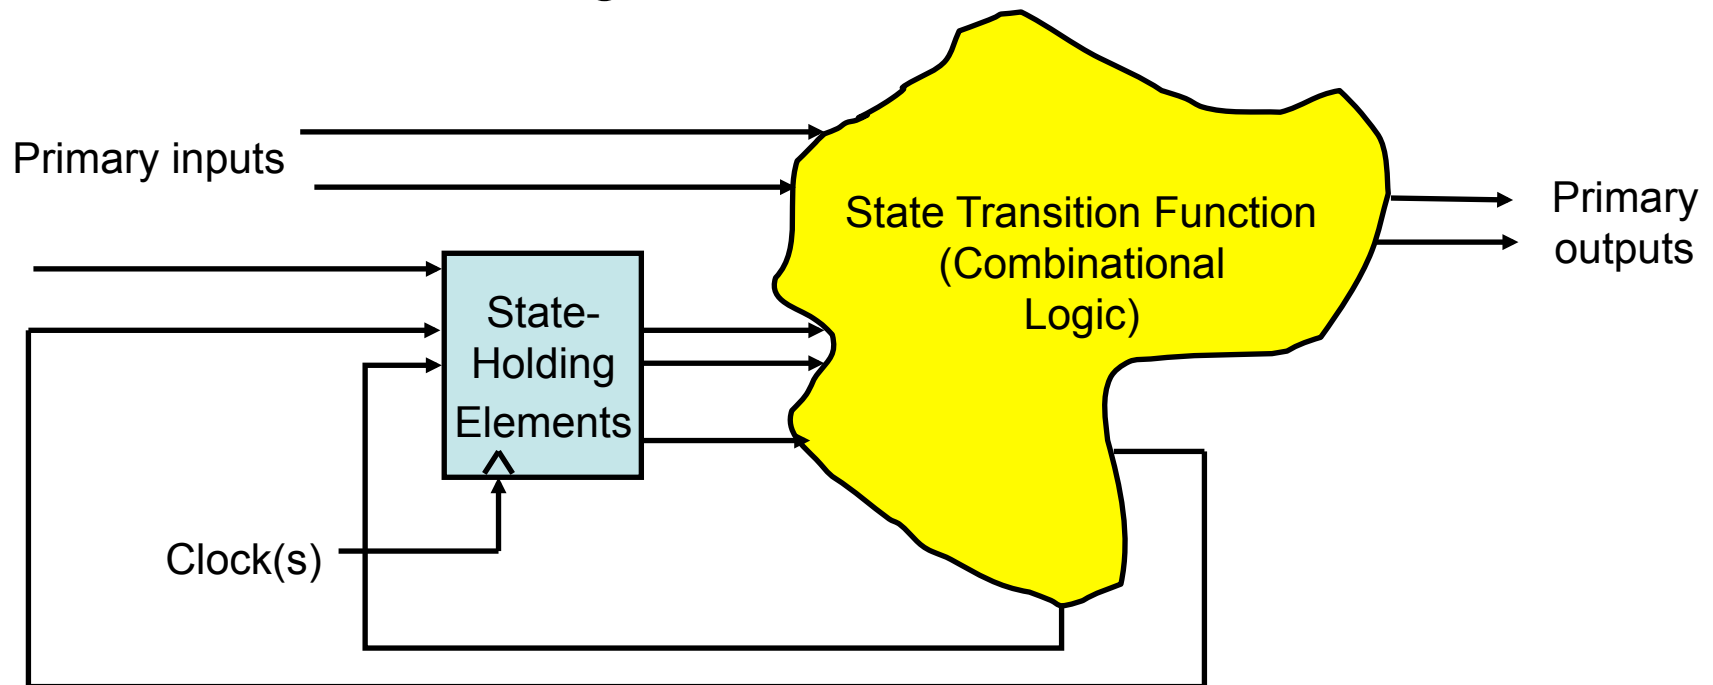 Primary inputs
State Transition Function
(Combinational
Logic)
Primary
outputs
State-
Holding
Elements
Clock(s)